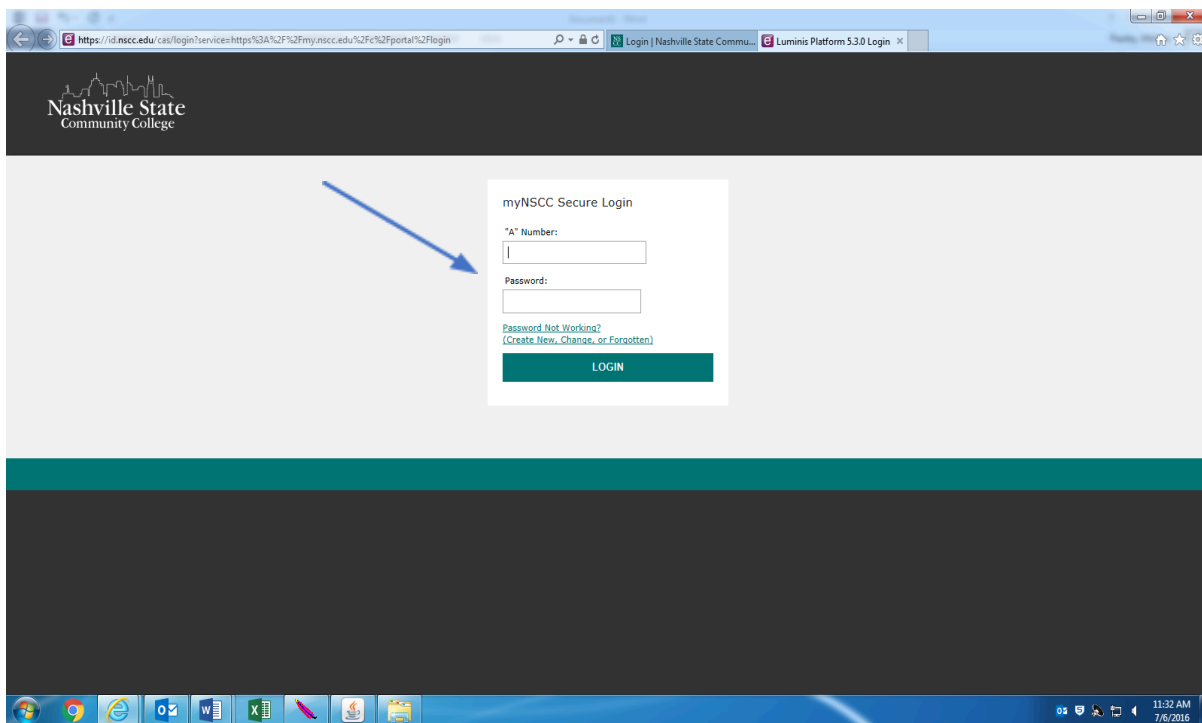 https://id.nscc.edu/cas/login?service=https%3A%2F%2Fmy.nscc.edu%2Fc%2Fportal%2Flogin
Login | Nashville State Commu...
Luminis Platform 5.3.0 Login
Nashville State
Community College
myNSCC Secure Login
"A" Number:
Password:
Password Not Working?
(Create New, Change, or Forgotten)
LOGIN
11:32 AM
7/6/2016